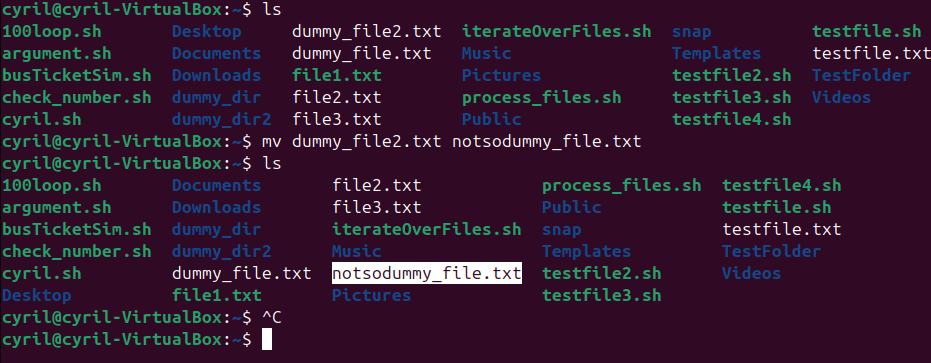 cyril@cyril-VirtualBox:~$ ls
100loop.sh Desktop dummy_file2.txt iterateOverFiles.sh snap testfile.sh
argument.sh Documents dummy_file.txt Music Templates testfile.txt
busTicketSim.sh Downloads file1.txt Pictures testfile2.sh TestFolder
check_number.sh dummy_dir file2.txt process_files.sh testfile3.sh Videos
cyril.sh dummy_dir2 file3.txt Public testfile4.sh
cyril@cyril-VirtualBox:~$ mv dummy_file2.txt notsodummy_file.txt
cyril@cyril-VirtualBox:~$ ls
100loop.sh Documents file2.txt process_files.sh testfile4.sh
argument.sh Downloads file3.txt Public testfile.sh
busTicketSim.sh dummy_dir iterateOverFiles.sh snap testfile.txt
check_number.sh dummy_dir2 Music Templates TestFolder
cyril.sh dummy_file.txt notsodummy_file.txt testfile2.sh Videos
Desktop file1.txt Pictures testfile3.sh
cyril@cyril-VirtualBox:~$ ^C
cyril@cyril-VirtualBox:~$